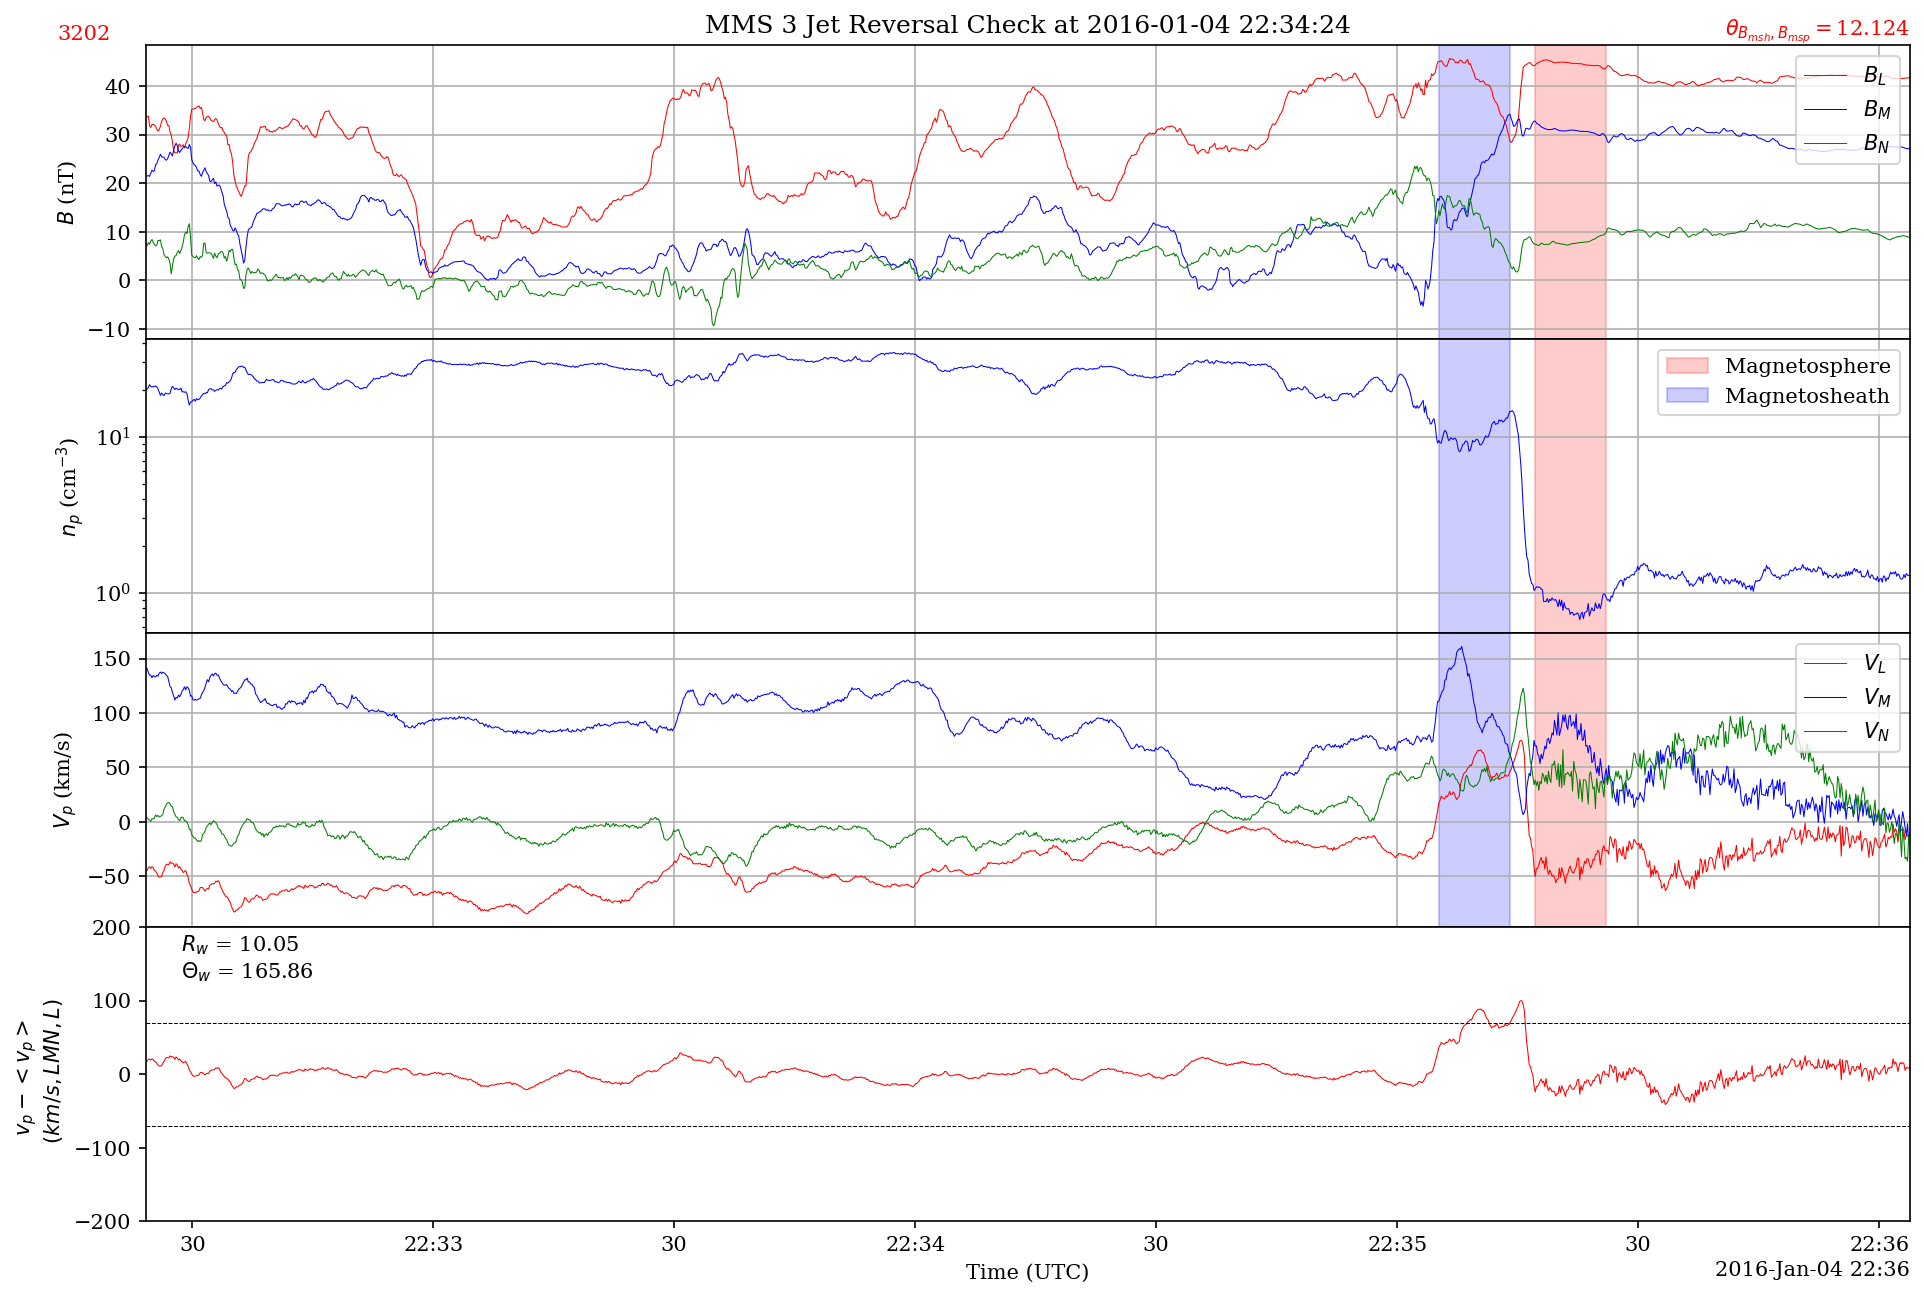 MMS 3 Jet Reversal Check at 2016-01-04 22:34:24
3202
θ_{B_{msh}, B_{msp}} = 12.124
B (nT)
40
30
20
10
0
−10
B_L
B_M
B_N
n_p (cm^{−3})
10^1
10^0
Magnetosphere
Magnetosheath
V_p (km/s)
150
100
50
0
−50
V_L
V_M
V_N
v_p − <v_p>
(km/s, LMN, L)
200
100
0
−100
−200
R_w = 10.05
Θ_w = 165.86
30
22:33
30
22:34
30
22:35
30
22:36
Time (UTC)
2016-Jan-04 22:36